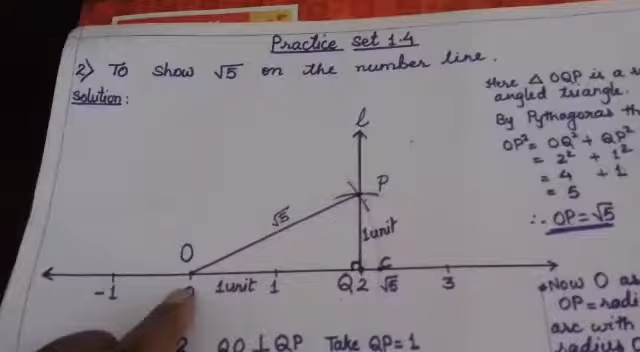 Practice Set 1.4
2) To show √5 on the number line.
Solution:
Here △ OQP is a
angled triangle.
By Pythagoras
OP² = OQ² + QP²
= 2² + 1²
= 4 + 1
= 5
∴ OP = √5
l
P
√5
1unit
O
Q
C
-1 1unit 1 2 √5 3
Now O as
OP = radi
arc with
QO ⊥ QP Take QP = 1